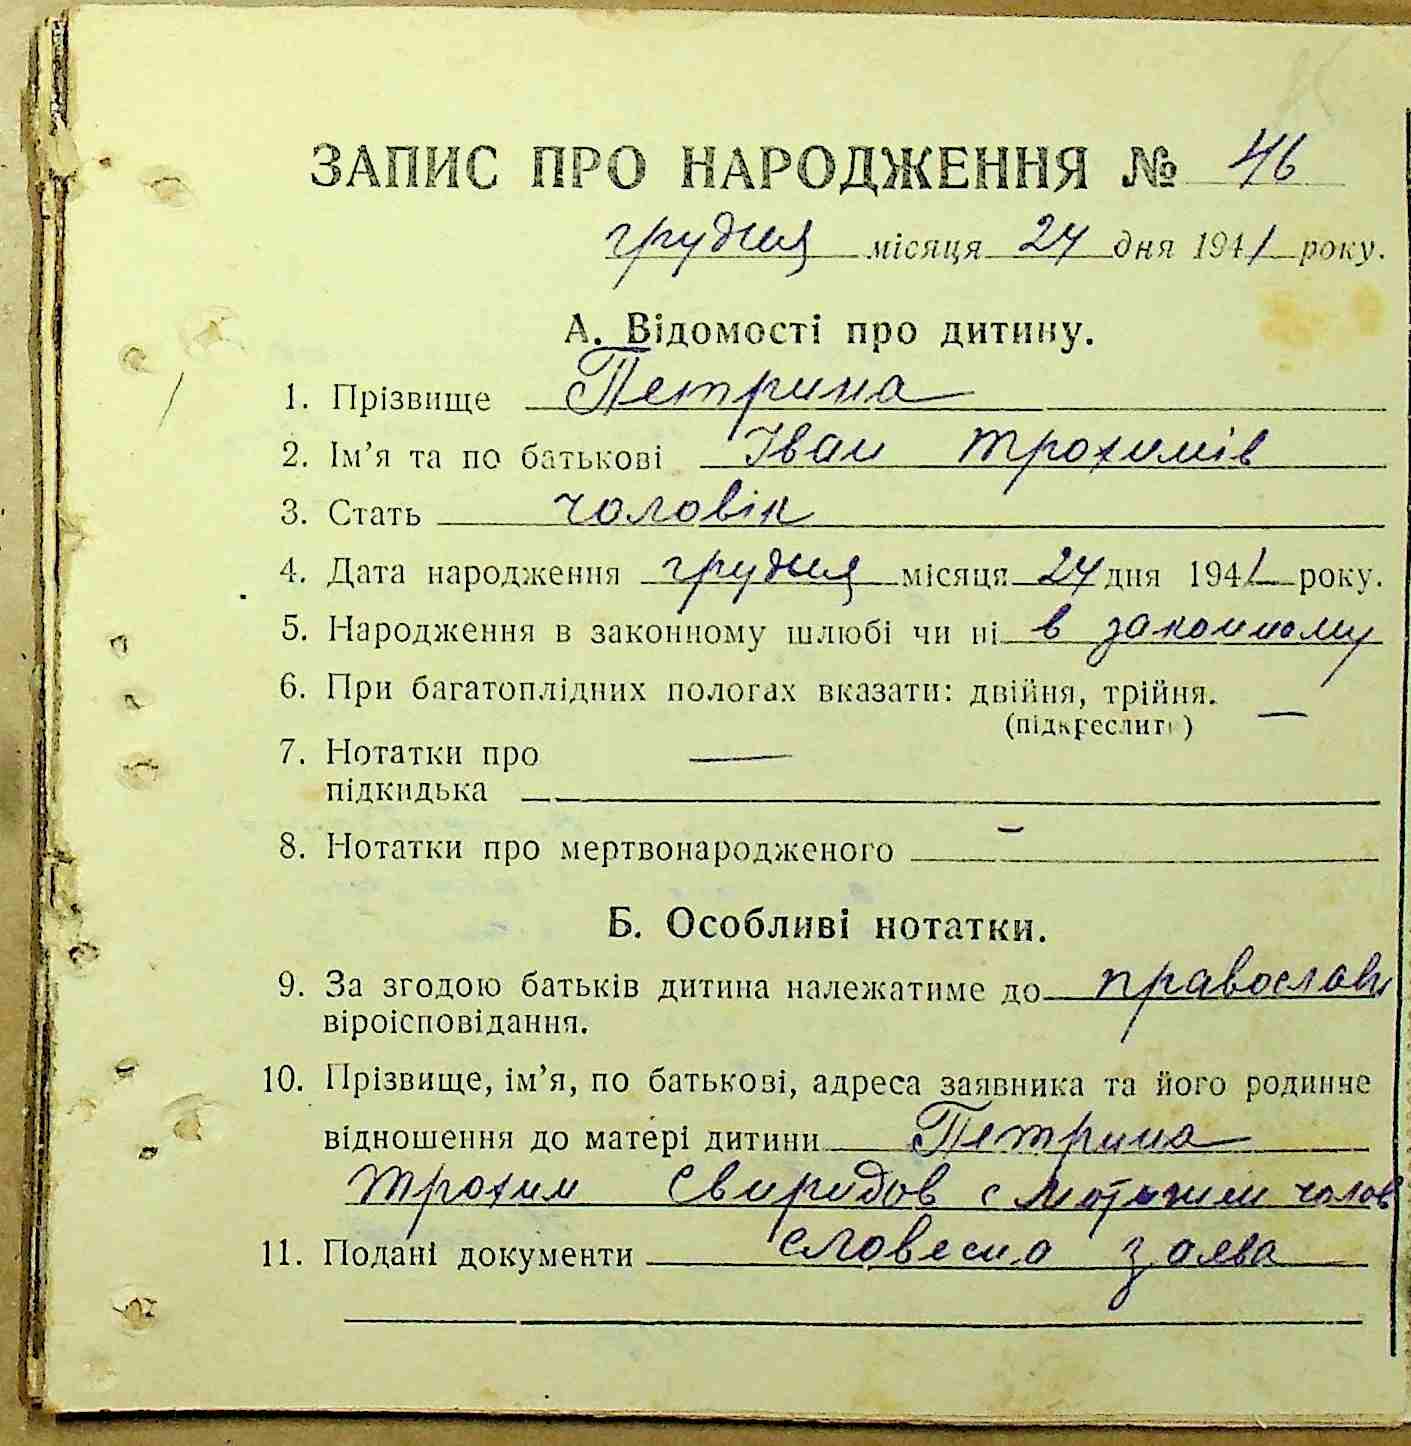 ЗАПИС ПРО НАРОДЖЕННЯ № 46
грудня місяця 24 дня 1941 року.
А. Відомості про дитину.
1. Прізвище Петрина
2. Ім’я та по батькові Іван Трохимів
3. Стать чоловік
4. Дата народження грудня місяця 24 дня 1941 року.
5. Народження в законному шлюбі чи ні в законному
6. При багатоплідних пологах вказати: двійня, трійня. —
(підкреслити)
7. Нотатки про —
підкидька
8. Нотатки про мертвонародженого –
Б. Особливі нотатки.
9. За згодою батьків дитина належатиме до православн
віроісповідання.
10. Прізвище, ім’я, по батькові, адреса заявника та його родинне
відношення до матері дитини Петрина
Трохим Свиридов с чолов
11. Подані документи словесна заява